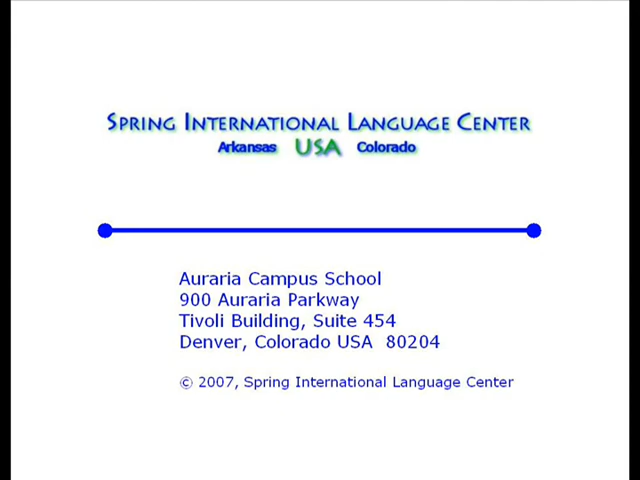 SPRING INTERNATIONAL LANGUAGE CENTER
Arkansas USA Colorado
Auraria Campus School
900 Auraria Parkway
Tivoli Building, Suite 454
Denver, Colorado USA 80204
© 2007, Spring International Language Center